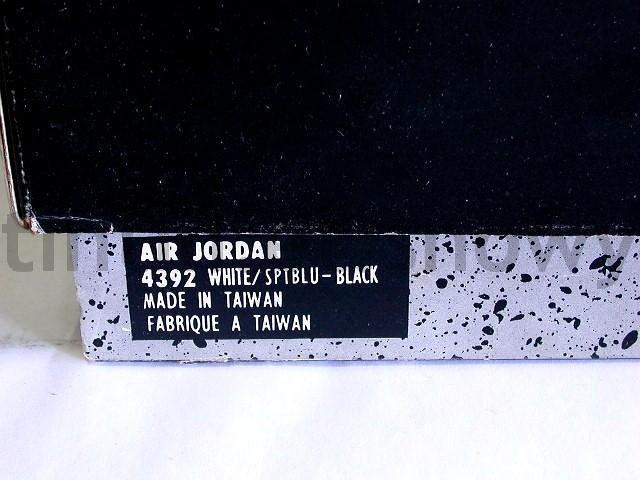 AIR JORDAN
4392 WHITE/SPTBLU-BLACK
MADE IN TAIWAN
FABRIQUE A TAIWAN